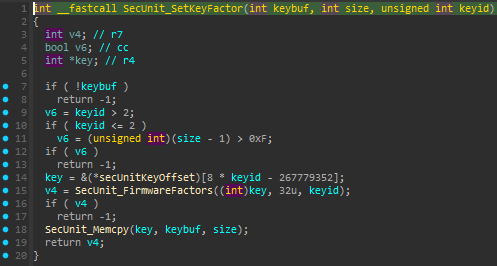 1 int __fastcall SecUnit_SetKeyFactor(int keybuf, int size, unsigned int keyid)
2 {
3 int v4; // r7
4 bool v6; // cc
5 int *key; // r4
6
7 if ( !keybuf )
8 return -1;
9 v6 = keyid > 2;
10 if ( keyid <= 2 )
11 v6 = (unsigned int)(size - 1) > 0xF;
12 if ( v6 )
13 return -1;
14 key = &(*secUnitKeyOffset)[8 * keyid - 267779352];
15 v4 = SecUnit_FirmwareFactors((int)key, 32u, keyid);
16 if ( v4 )
17 return -1;
18 SecUnit_Memcpy(key, keybuf, size);
19 return v4;
20 }